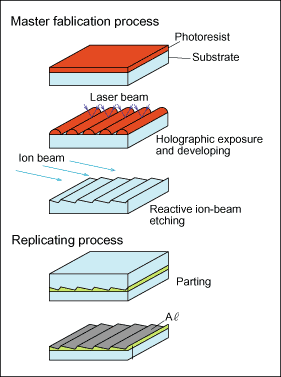 Master fablication process
Photoresist
Substrate
Laser beam
Holographic exposure
and developing
Ion beam
Reactive ion-beam
etching
Replicating process
Parting
Aℓ